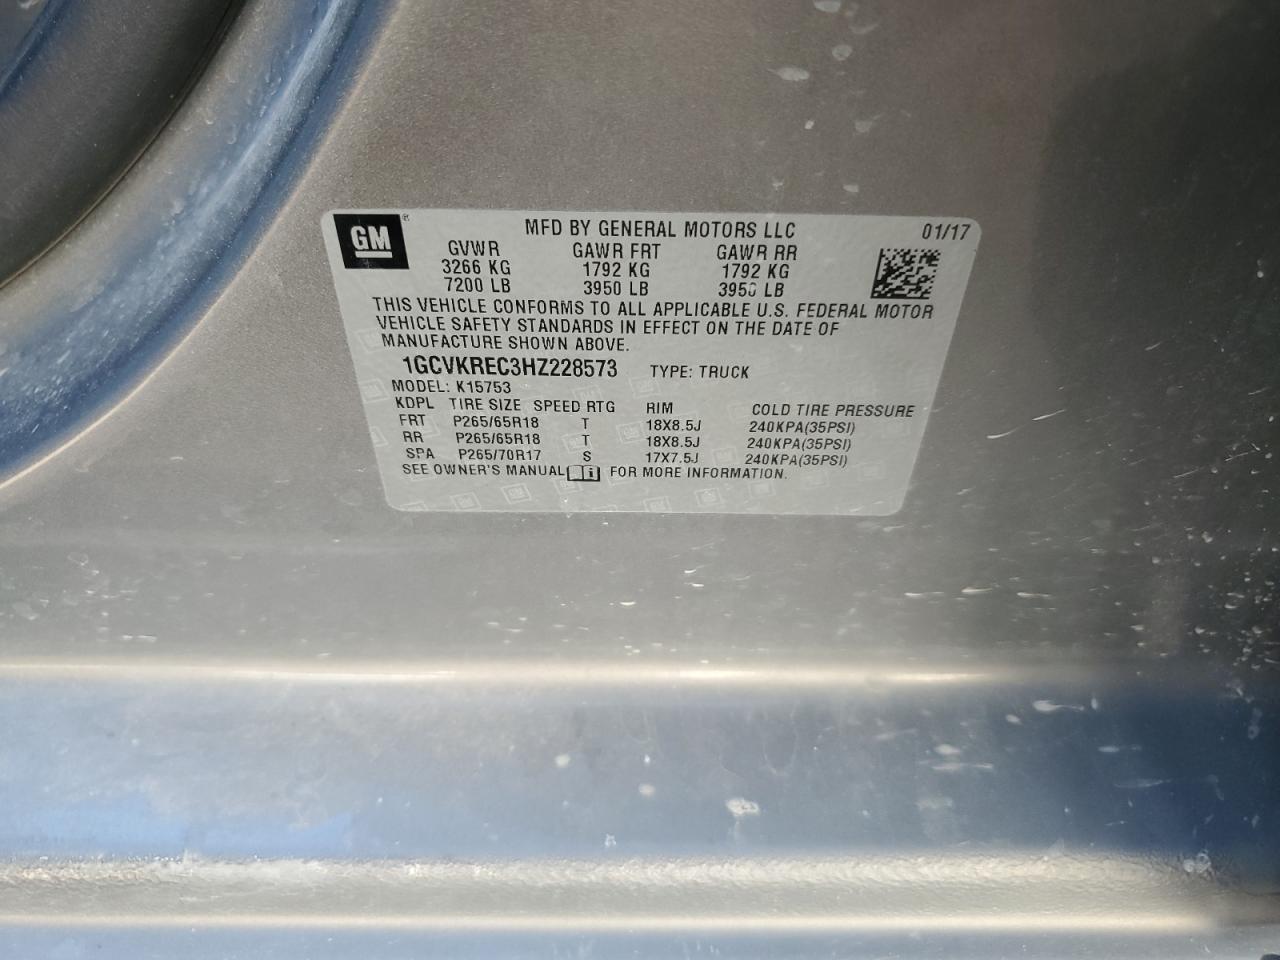 GM ®
MFD BY GENERAL MOTORS LLC 01/17
GVWR GAWR FRT GAWR RR
3266 KG 1792 KG 1792 KG
7200 LB 3950 LB 3950 LB
THIS VEHICLE CONFORMS TO ALL APPLICABLE U.S. FEDERAL MOTOR
VEHICLE SAFETY STANDARDS IN EFFECT ON THE DATE OF
MANUFACTURE SHOWN ABOVE.
1GCVKREC3HZ228573 TYPE: TRUCK
MODEL: K15753
KDPL TIRE SIZE SPEED RTG RIM COLD TIRE PRESSURE
FRT P265/65R18 T 18X8.5J 240KPA(35PSI)
RR P265/65R18 T 18X8.5J 240KPA(35PSI)
SPA P265/70R17 S 17X7.5J 240KPA(35PSI)
SEE OWNER'S MANUAL i FOR MORE INFORMATION.